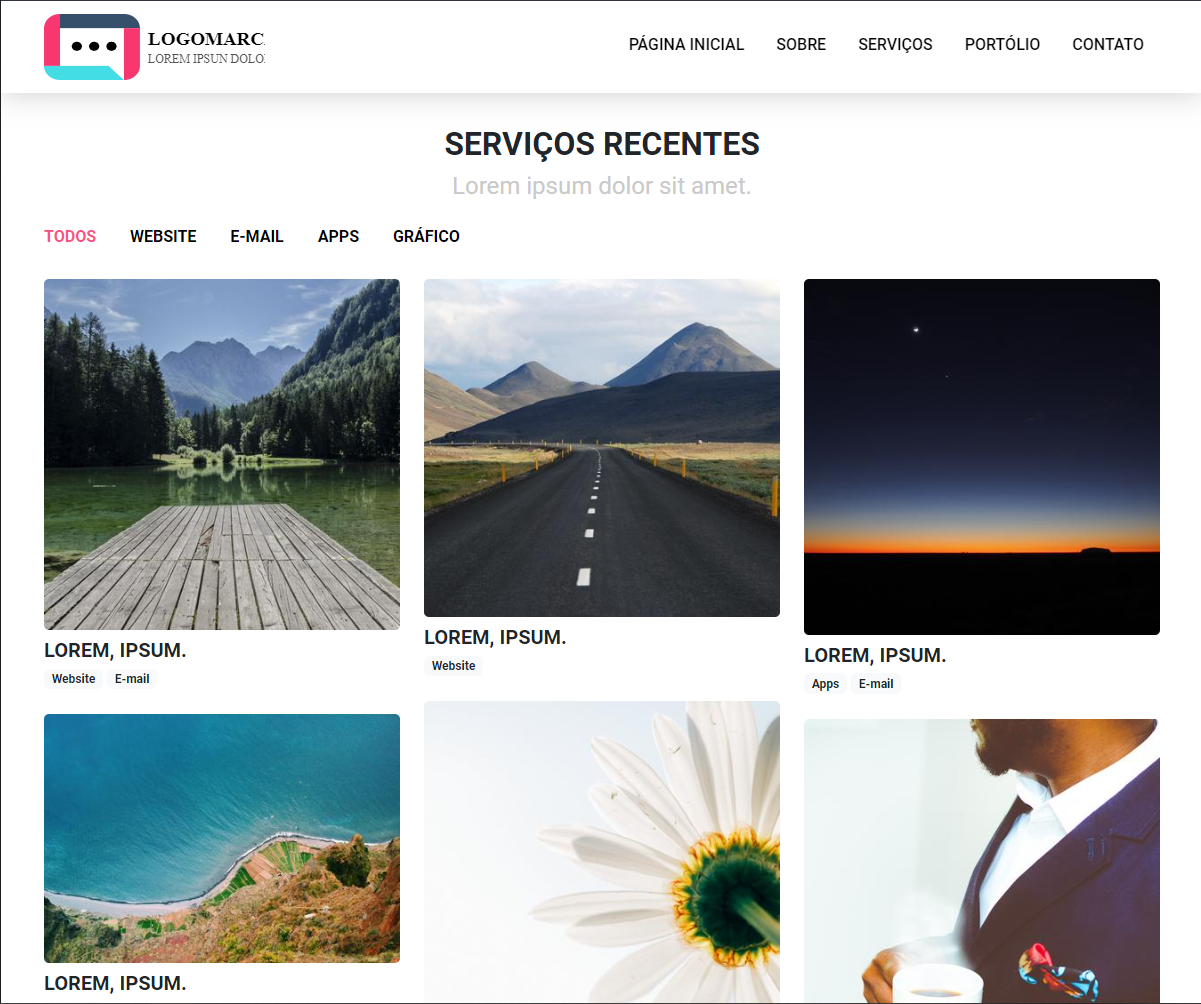 LOGOMARC
LOREM IPSUN DOLO
PÁGINA INICIAL SOBRE SERVIÇOS PORTÓLIO CONTATO
SERVIÇOS RECENTES
Lorem ipsum dolor sit amet.
TODOS WEBSITE E-MAIL APPS GRÁFICO
LOREM, IPSUM.
Website E-mail
LOREM, IPSUM.
Website
LOREM, IPSUM.
Apps E-mail
LOREM, IPSUM.